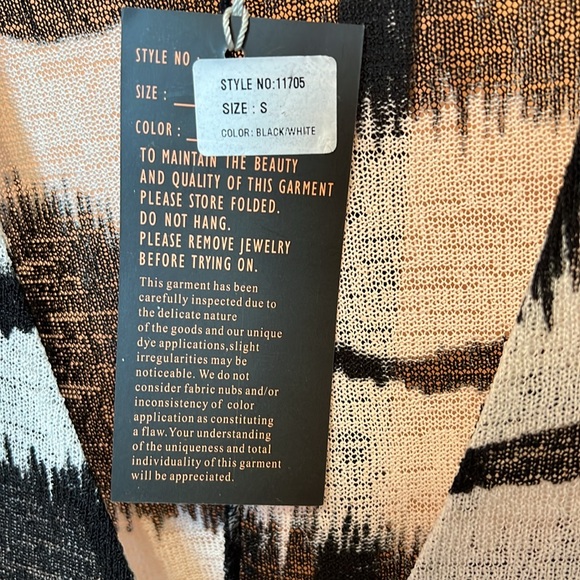 STYLE NO
STYLE NO:11705
SIZE :
SIZE : S
COLOR :
COLOR: BLACK/WHITE
TO MAINTAIN THE BEAUTY
AND QUALITY OF THIS GARMENT
PLEASE STORE FOLDED.
DO NOT HANG.
PLEASE REMOVE JEWELRY
BEFORE TRYING ON.
This garment has been
carefully inspected due to
the delicate nature
of the goods and our unique
dye applications,slight
irregularities may be
noticeable. We do not
consider fabric nubs and/or
inconsistency of color
application as constituting
a flaw.Your understanding
of the uniqueness and total
individuality of this garment
will be appreciated.